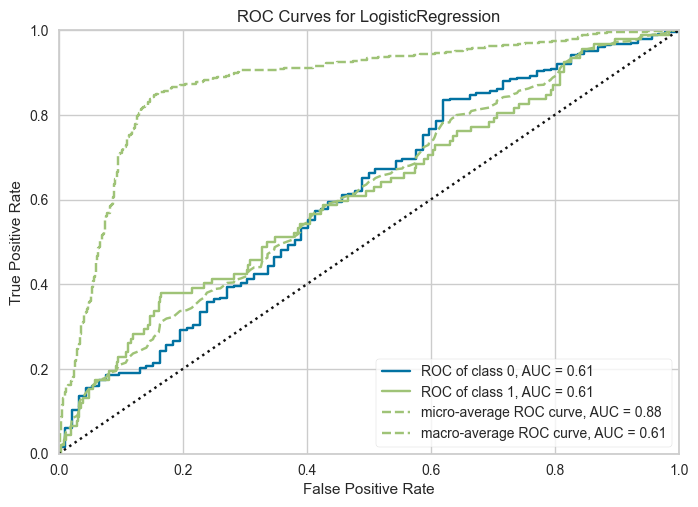 ROC Curves for LogisticRegression
True Positive Rate
1.0
0.8
0.6
0.4
0.2
0.0
ROC of class 0, AUC = 0.61
ROC of class 1, AUC = 0.61
micro-average ROC curve, AUC = 0.88
macro-average ROC curve, AUC = 0.61
0.0 0.2 0.4 0.6 0.8 1.0
False Positive Rate